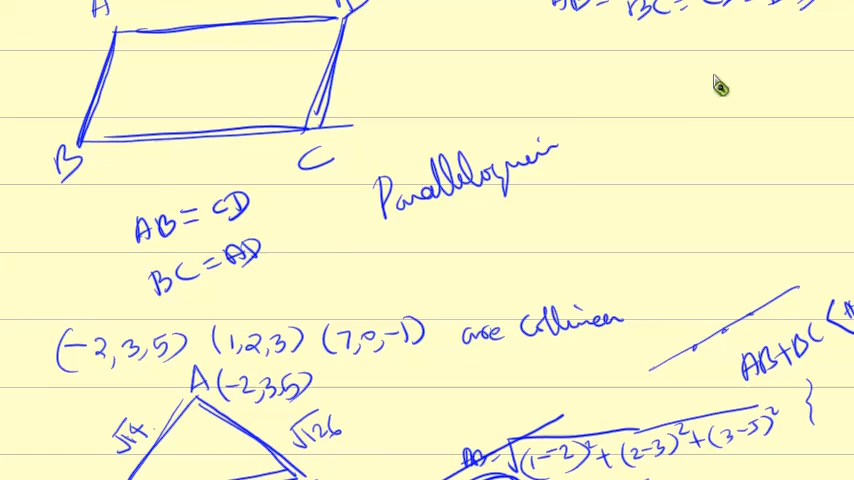 A
B
C
Parallelogram
AB = CD
BC = AD
(-2,3,5) (1,2,3) (7,0,-1) are Collinear
A(-2,3,5)
√14
√126
AB+BC
AB=√(1--2)²+(2-3)²+(3-5)²